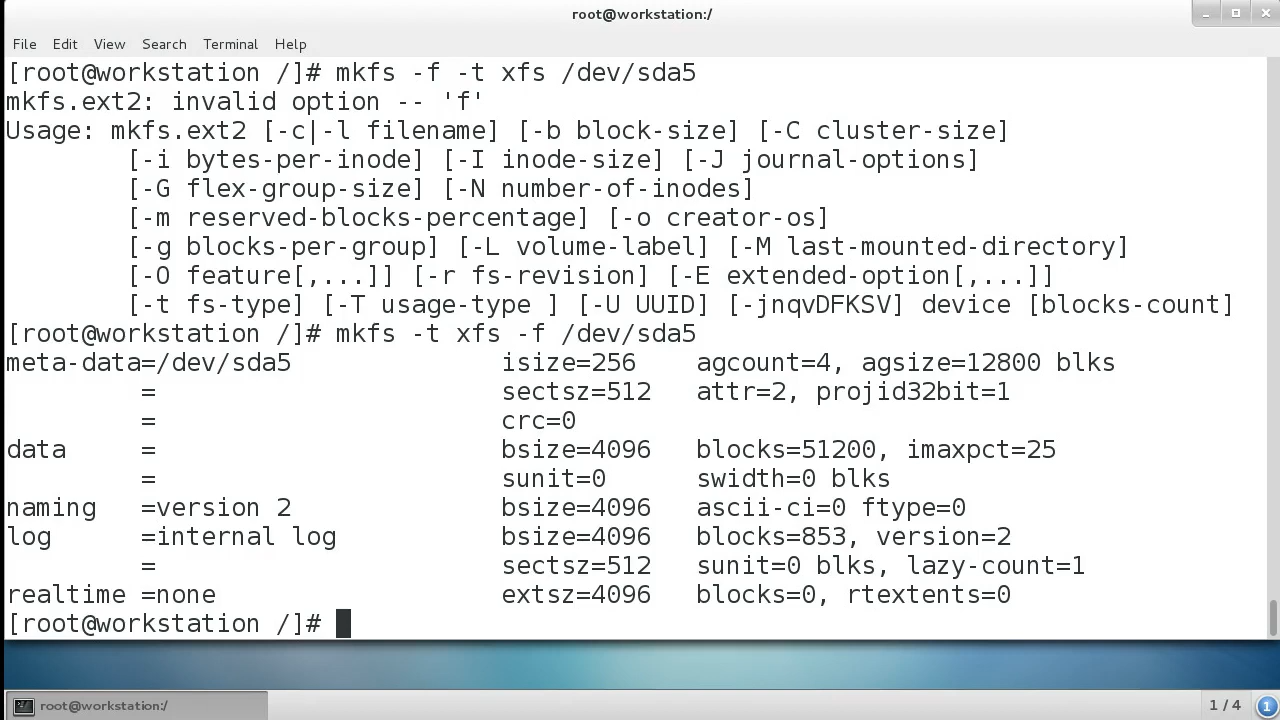 root@workstation:/
File Edit View Search Terminal Help
[root@workstation /]# mkfs -f -t xfs /dev/sda5
mkfs.ext2: invalid option -- 'f'
Usage: mkfs.ext2 [-c|-l filename] [-b block-size] [-C cluster-size]
        [-i bytes-per-inode] [-I inode-size] [-J journal-options]
        [-G flex-group-size] [-N number-of-inodes]
        [-m reserved-blocks-percentage] [-o creator-os]
        [-g blocks-per-group] [-L volume-label] [-M last-mounted-directory]
        [-O feature[,...]] [-r fs-revision] [-E extended-option[,...]]
        [-t fs-type] [-T usage-type ] [-U UUID] [-jnqvDFKSV] device [blocks-count]
[root@workstation /]# mkfs -t xfs -f /dev/sda5
meta-data=/dev/sda5              isize=256    agcount=4, agsize=12800 blks
         =                       sectsz=512   attr=2, projid32bit=1
         =                       crc=0
data     =                       bsize=4096   blocks=51200, imaxpct=25
         =                       sunit=0      swidth=0 blks
naming   =version 2              bsize=4096   ascii-ci=0 ftype=0
log      =internal log           bsize=4096   blocks=853, version=2
         =                       sectsz=512   sunit=0 blks, lazy-count=1
realtime =none                   extsz=4096   blocks=0, rtextents=0
[root@workstation /]#
root@workstation:/
1 / 4
1